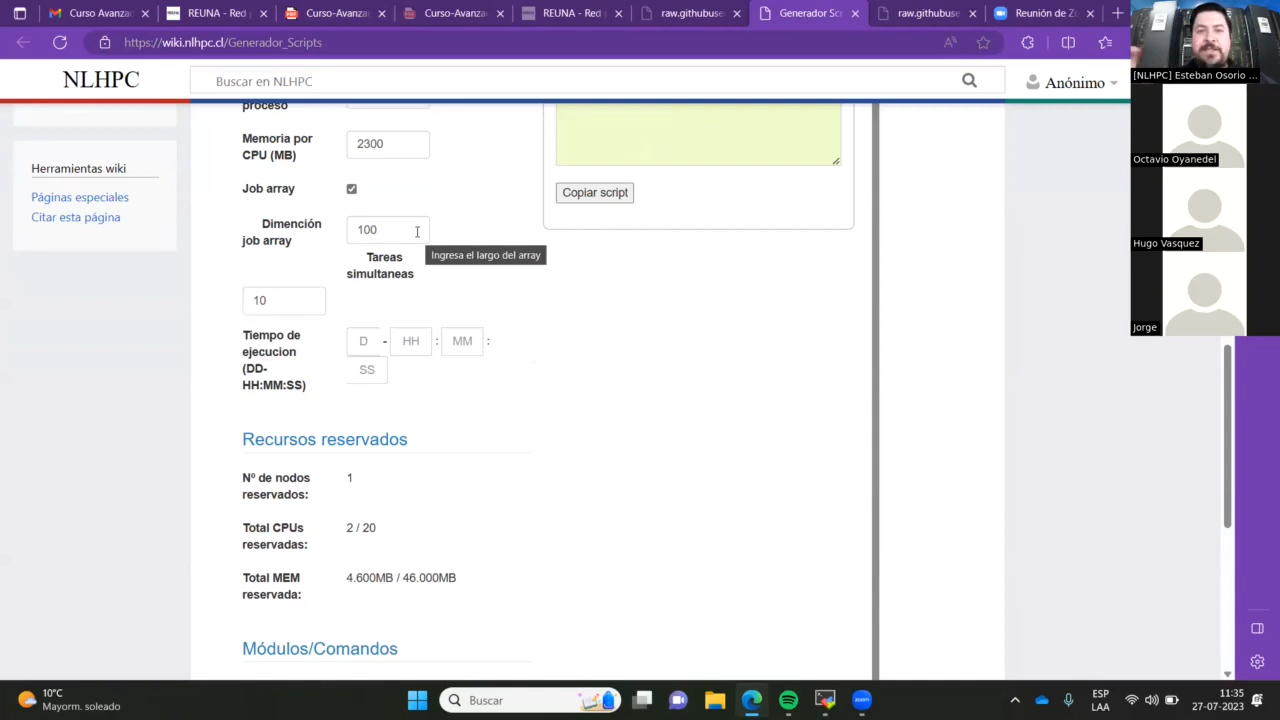 Curso Avanzad
REUNA - Red
Curso-Avanza
Curso-Avanza
REUNA - Red
raw.githubuse
Generador Scr
raw.githubuse
Reunión de Zo
https://wiki.nlhpc.cl/Generador_Scripts
NLHPC
Buscar en NLHPC
Anónimo
[NLHPC] Esteban Osorio ...
Octavio Oyanedel
Hugo Vasquez
Jorge
Herramientas wiki
Páginas especiales
Citar esta página
proceso
Memoria por
CPU (MB)
2300
Job array
Dimención
job array
100
Ingresa el largo del array
Tareas
simultaneas
10
Tiempo de
ejecucion
(DD-
HH:MM:SS)
D - HH : MM :
SS
Copiar script
Recursos reservados
Nº de nodos
reservados:
1
Total CPUs
reservadas:
2 / 20
Total MEM
reservada:
4.600MB / 46.000MB
Módulos/Comandos
10°C
Mayorm. soleado
Buscar
zoom
ESP
LAA
11:35
27-07-2023